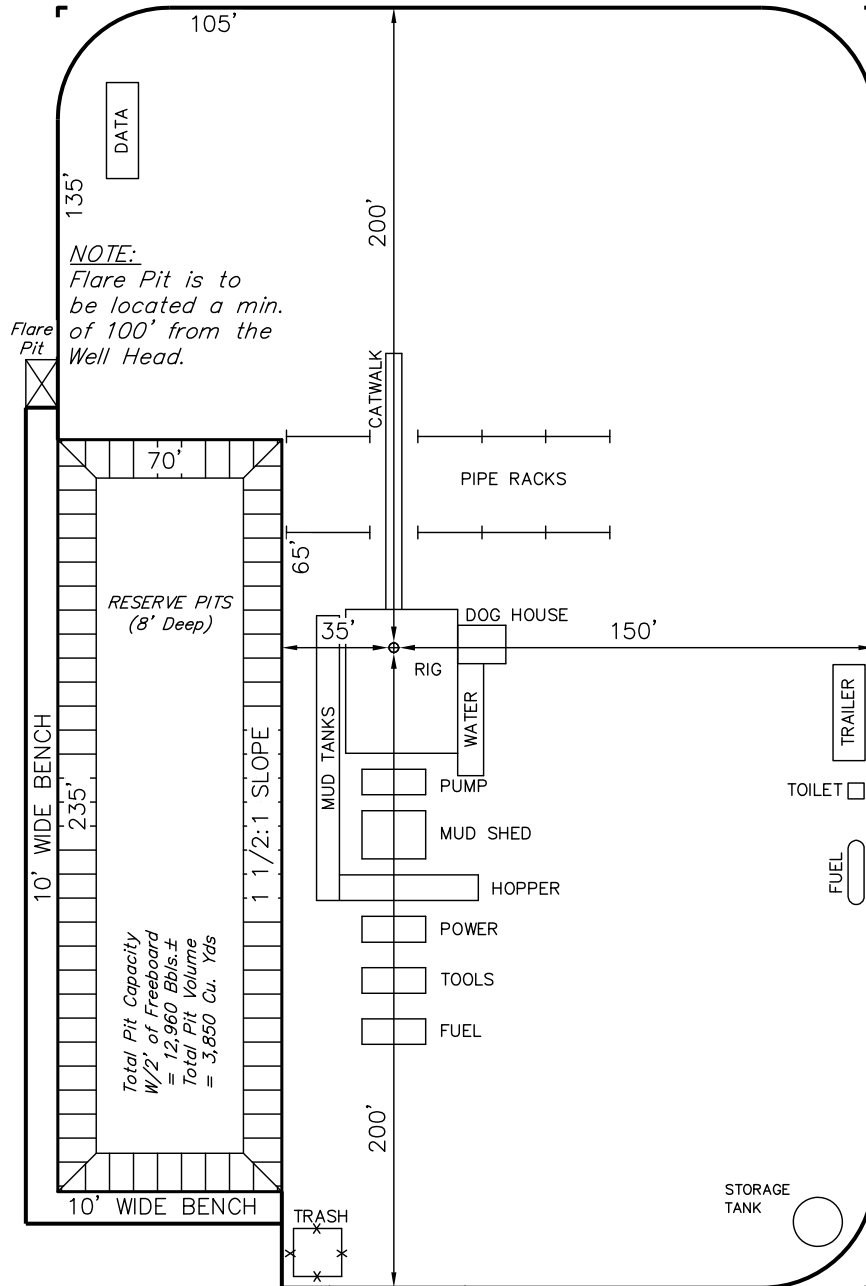 105'
DATA
135'
200'
NOTE:
Flare Pit is to
be located a min.
of 100' from the
Well Head.
Flare
Pit
CATWALK
70'
PIPE RACKS
65'
RESERVE PITS
(8' Deep)
DOG HOUSE
35'
150'
RIG
WATER
MUD TANKS
TRAILER
10' WIDE BENCH
235'
1 1/2:1 SLOPE
PUMP
TOILET
MUD SHED
FUEL
HOPPER
POWER
Total Pit Capacity
W/2' of Freeboard
= 12,960 Bbls.±
Total Pit Volume
= 3,850 Cu. Yds
TOOLS
FUEL
200'
10' WIDE BENCH
TRASH
STORAGE
TANK